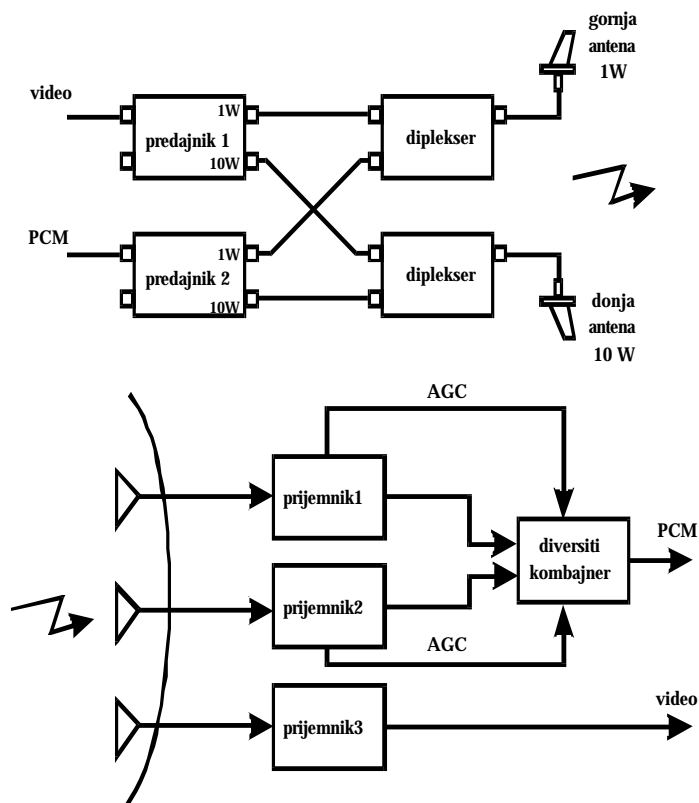 gornja
antena
1W
video
1W
predajnik 1
10W
diplekser
PCM
1W
predajnik 2
10W
diplekser
donja
antena
10 W
AGC
prijemnik1
PCM
diversiti
kombajner
prijemnik2
AGC
video
prijemnik3